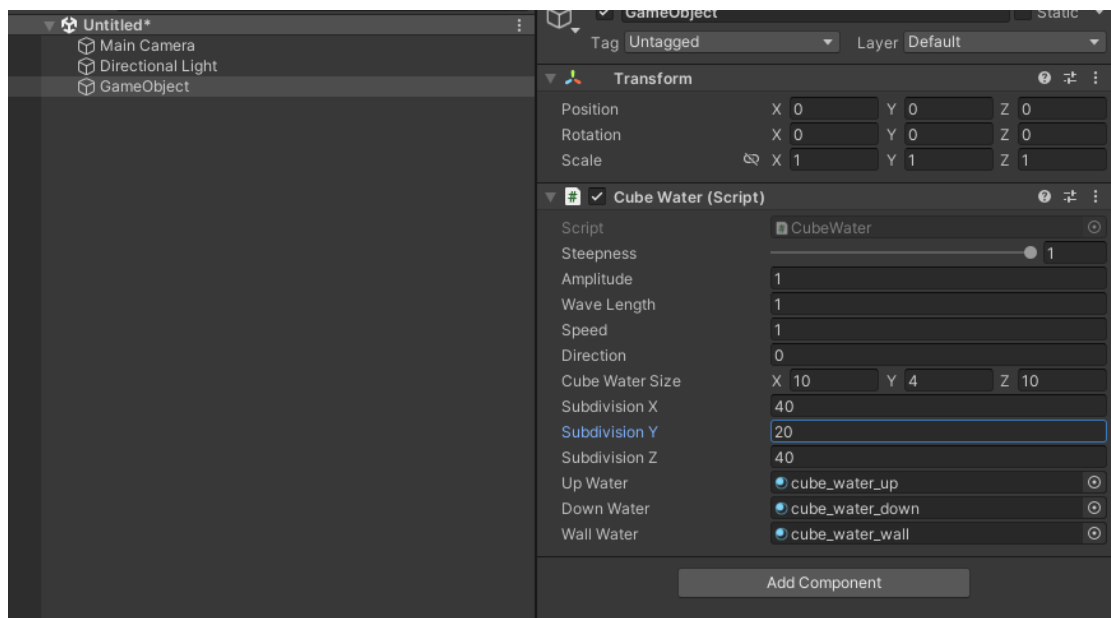 Untitled*
Main Camera
Directional Light
GameObject
GameObject Static
Tag Untagged Layer Default
Transform
Position X 0 Y 0 Z 0
Rotation X 0 Y 0 Z 0
Scale X 1 Y 1 Z 1
# Cube Water (Script)
Script # CubeWater
Steepness 1
Amplitude 1
Wave Length 1
Speed 1
Direction 0
Cube Water Size X 10 Y 4 Z 10
Subdivision X 40
Subdivision Y 20
Subdivision Z 40
Up Water cube_water_up
Down Water cube_water_down
Wall Water cube_water_wall
Add Component